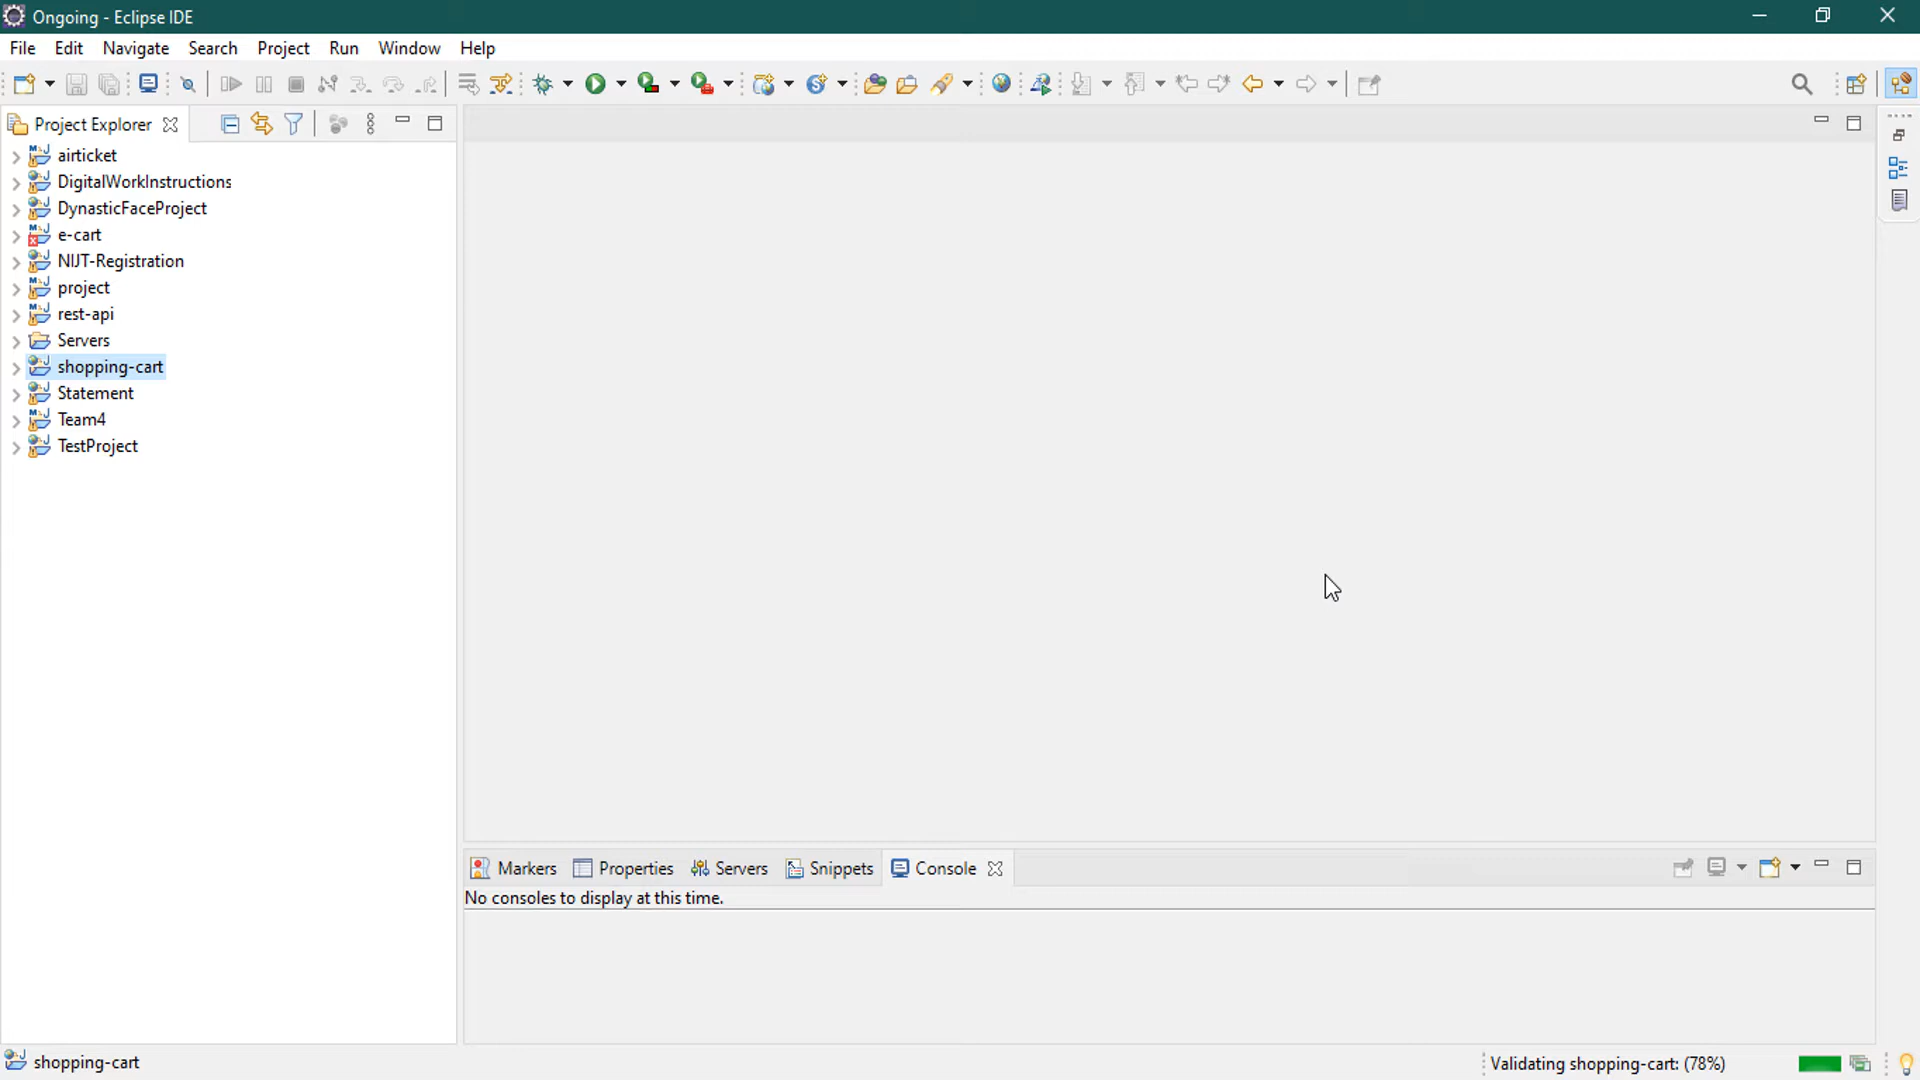 Ongoing - Eclipse IDE
File Edit Navigate Search Project Run Window Help
Project Explorer
airticket
DigitalWorkInstructions
DynasticFaceProject
e-cart
NIJT-Registration
project
rest-api
Servers
shopping-cart
Statement
Team4
TestProject
Markers Properties Servers Snippets Console
No consoles to display at this time.
shopping-cart
Validating shopping-cart: (78%)